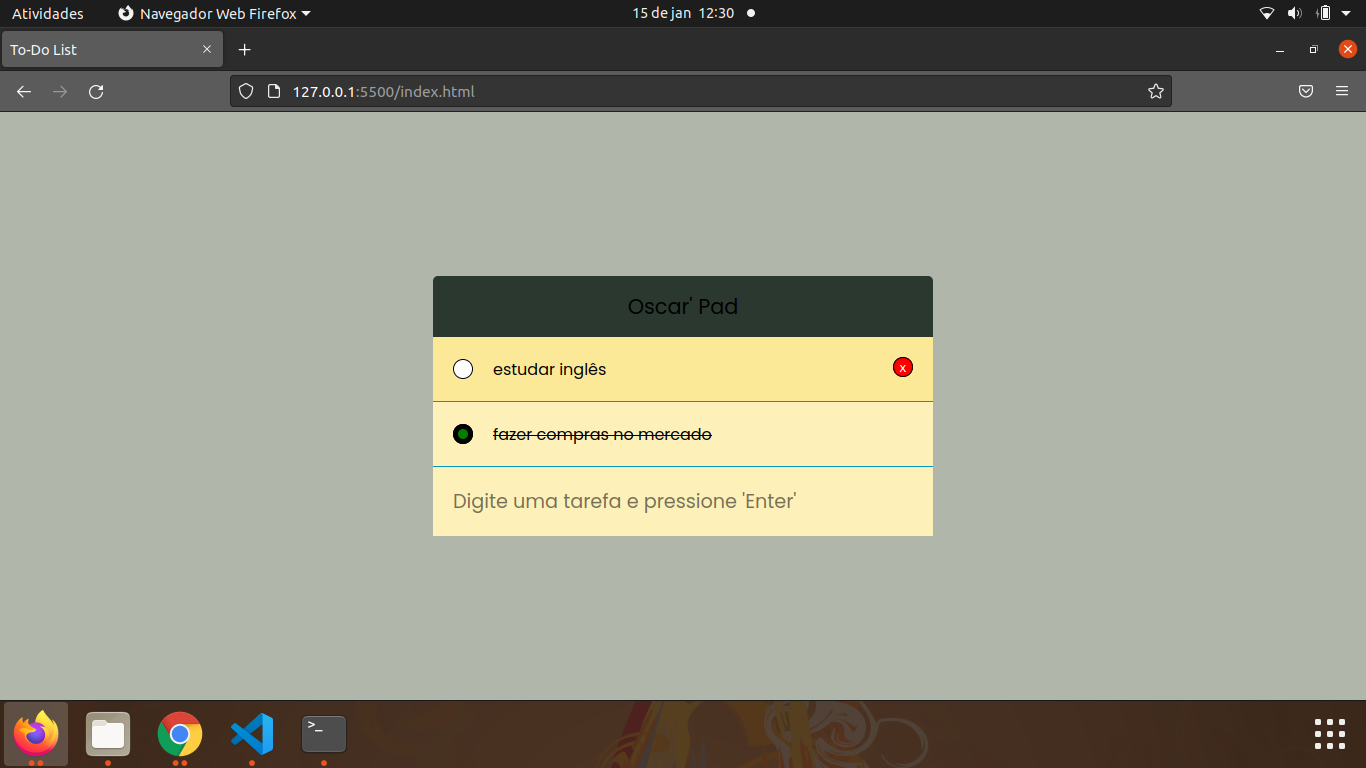 Atividades
Navegador Web Firefox
15 de jan 12:30
To-Do List
127.0.0.1:5500/index.html
Oscar' Pad
estudar inglês
x
fazer compras no mercado
Digite uma tarefa e pressione 'Enter'
>_